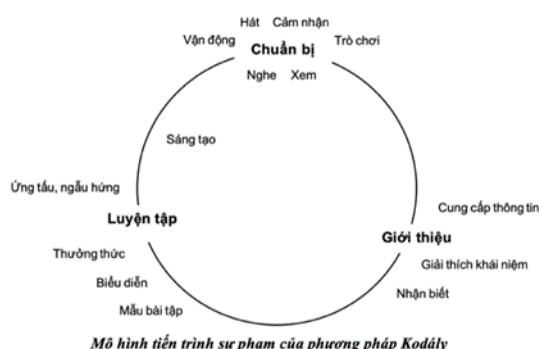 Hát Cảm nhận
Vận động Trò chơi
Chuẩn bị
Nghe Xem
Sáng tạo
Ứng tấu, ngẫu hứng
Cung cấp thông tin
Luyện tập
Giới thiệu
Thưởng thức
Giải thích khái niệm
Biểu diễn
Nhận biết
Mẫu bài tập
Mô hình tiến trình sư phạm của phương pháp Kodály